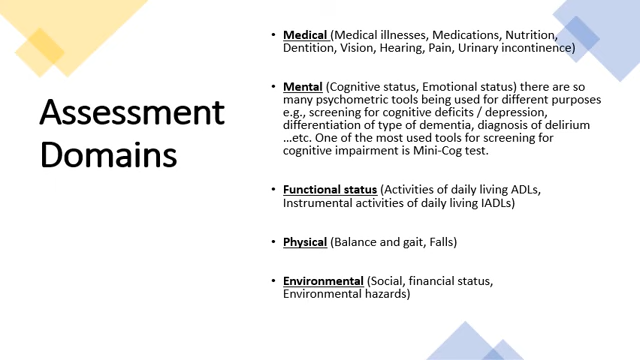 Assessment
Domains
• Medical (Medical illnesses, Medications, Nutrition,
Dentition, Vision, Hearing, Pain, Urinary incontinence)
• Mental (Cognitive status, Emotional status) there are so
many psychometric tools being used for different purposes
e.g., screening for cognitive deficits / depression,
differentiation of type of dementia, diagnosis of delirium
...etc. One of the most used tools for screening for
cognitive impairment is Mini-Cog test.
• Functional status (Activities of daily living ADLs,
Instrumental activities of daily living IADLs)
• Physical (Balance and gait, Falls)
• Environmental (Social, financial status,
Environmental hazards)